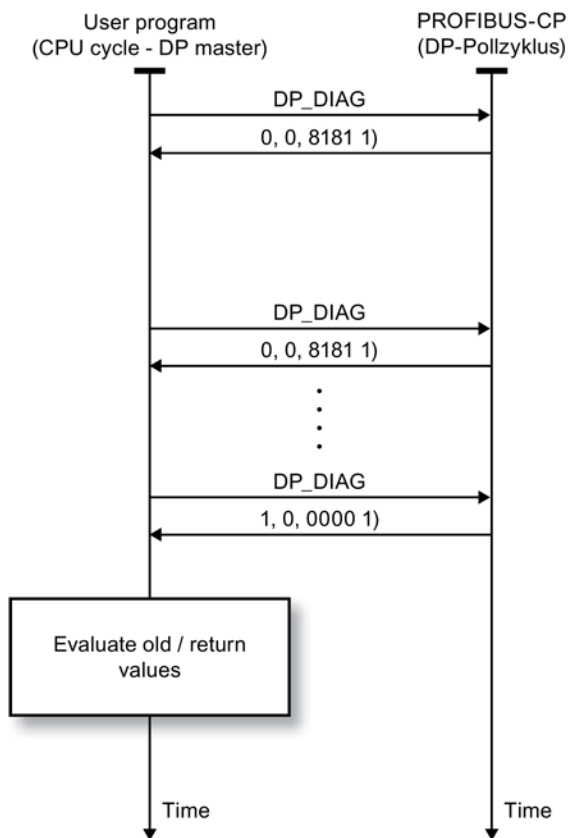 User program
(CPU cycle - DP master)
PROFIBUS-CP
(DP-Pollzyklus)
DP_DIAG
0, 0, 8181 1)
DP_DIAG
0, 0, 8181 1)
DP_DIAG
1, 0, 0000 1)
Evaluate old / return
values
Time
Time